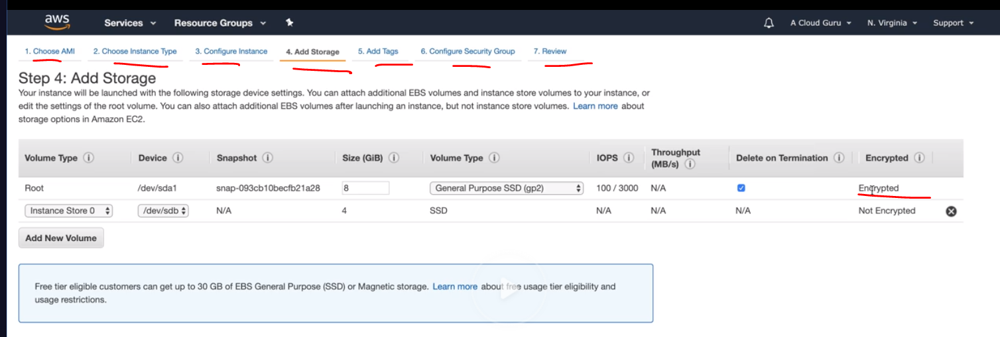 aws Services Resource Groups A Cloud Guru N. Virginia Support
1. Choose AMI 2. Choose Instance Type 3. Configure Instance 4. Add Storage 5. Add Tags 6. Configure Security Group 7. Review
Step 4: Add Storage
Your instance will be launched with the following storage device settings. You can attach additional EBS volumes and instance store volumes to your instance, or
edit the settings of the root volume. You can also attach additional EBS volumes after launching an instance, but not instance store volumes. Learn more about
storage options in Amazon EC2.
Volume Type i Device i Snapshot i Size (GiB) i Volume Type i IOPS i Throughput (MB/s) i Delete on Termination i Encrypted i
Root /dev/sda1 snap-093cb10becfb21a28 8 General Purpose SSD (gp2) 100 / 3000 N/A Encrypted
Instance Store 0 /dev/sdb N/A 4 SSD N/A N/A N/A Not Encrypted
Add New Volume
Free tier eligible customers can get up to 30 GB of EBS General Purpose (SSD) or Magnetic storage. Learn more about free usage tier eligibility and
usage restrictions.